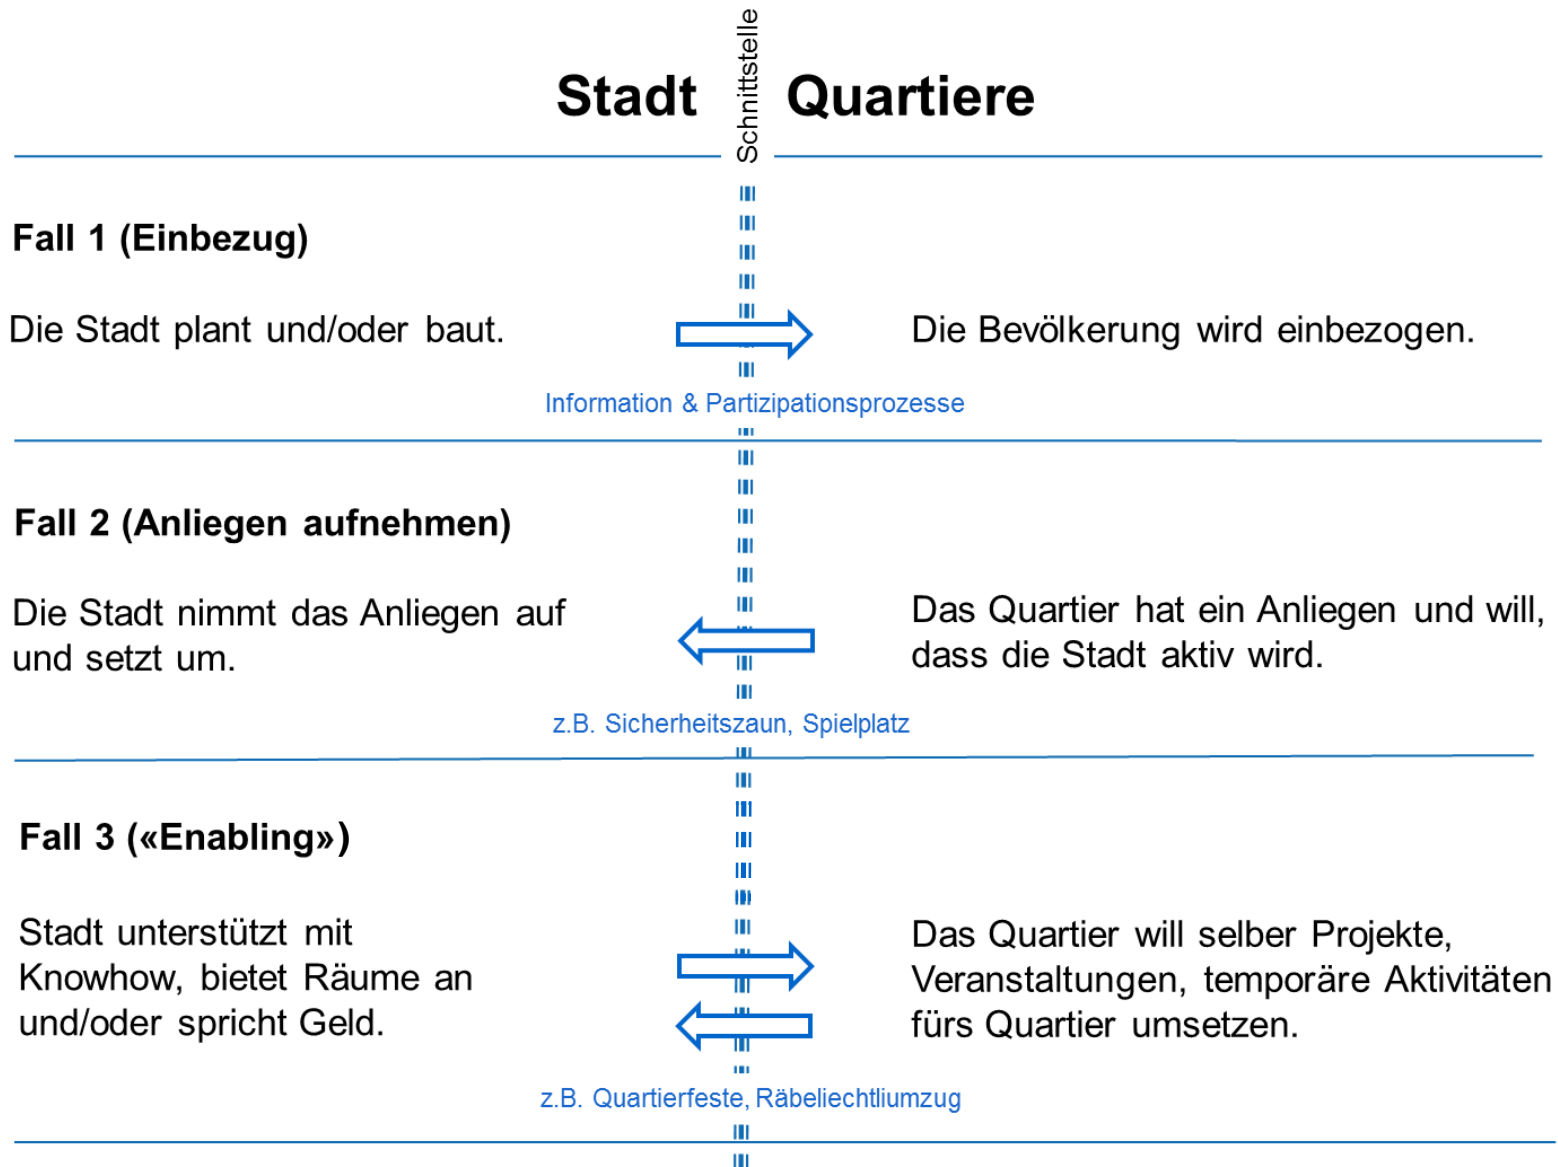 Schnittstelle
Stadt
Quartiere
Fall 1 (Einbezug)
Die Stadt plant und/oder baut.
Die Bevölkerung wird einbezogen.
Information & Partizipationsprozesse
Fall 2 (Anliegen aufnehmen)
Die Stadt nimmt das Anliegen auf
und setzt um.
Das Quartier hat ein Anliegen und will,
dass die Stadt aktiv wird.
z.B. Sicherheitszaun, Spielplatz
Fall 3 («Enabling»)
Stadt unterstützt mit
Knowhow, bietet Räume an
und/oder spricht Geld.
Das Quartier will selber Projekte,
Veranstaltungen, temporäre Aktivitäten
fürs Quartier umsetzen.
z.B. Quartierfeste, Räbeliechtliumzug